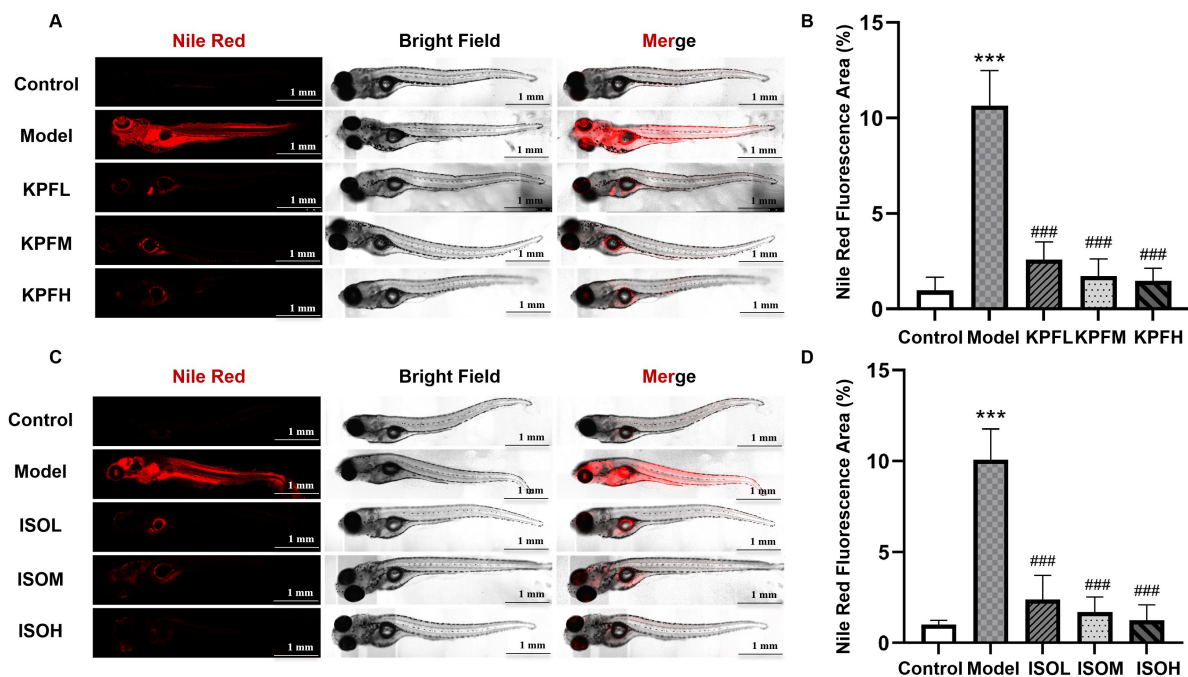 A
Nile Red Bright Field Merge
Control 1 mm 1 mm 1 mm
Model 1 mm 1 mm 1 mm
KPFL 1 mm 1 mm 1 mm
KPFM 1 mm 1 mm 1 mm
KPFH 1 mm 1 mm 1 mm
B
Nile Red Fluorescence Area (%)
15
***
10
5
### ### ###
0
Control Model KPFL KPFM KPFH
C
Nile Red Bright Field Merge
Control 1 mm 1 mm 1 mm
Model 1 mm 1 mm 1 mm
ISOL 1 mm 1 mm 1 mm
ISOM 1 mm 1 mm 1 mm
ISOH 1 mm 1 mm 1 mm
D
Nile Red Fluorescence Area (%)
15
***
10
5
### ### ###
0
Control Model ISOL ISOM ISOH